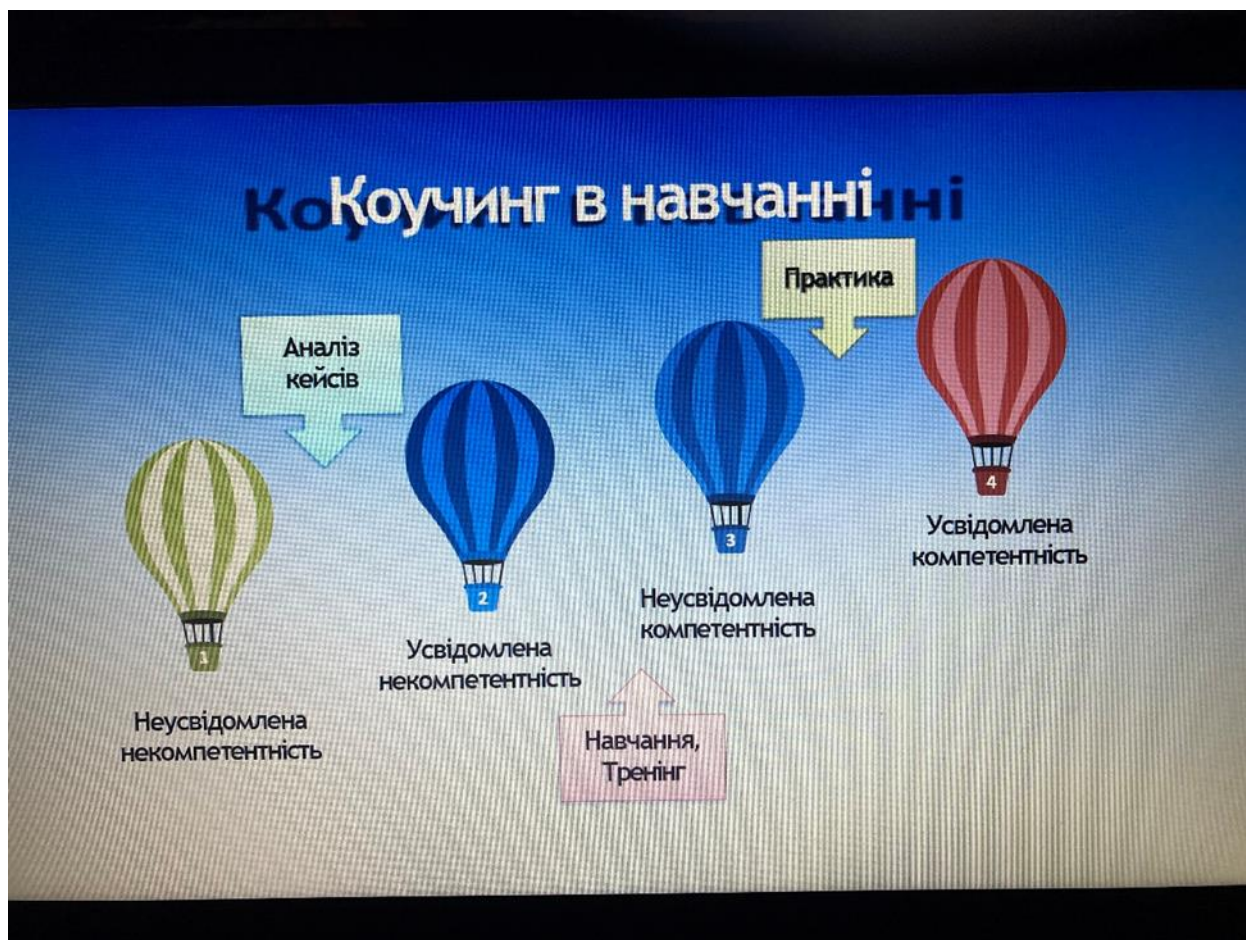 Коучинг в навчанні
Аналіз
кейсів
Практика
1
Неусвідомлена
некомпетентність
2
Усвідомлена
некомпетентність
Навчання,
Тренінг
3
Неусвідомлена
компетентність
4
Усвідомлена
компетентність